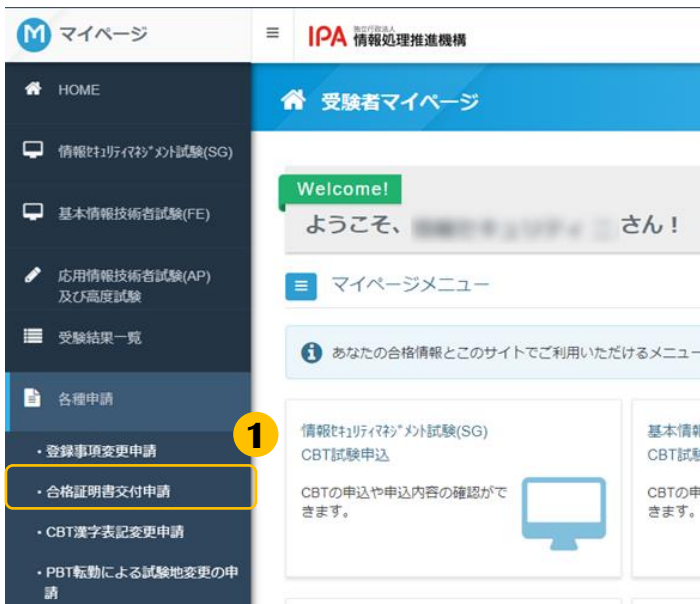 M マイページ
≡ IPA 独立行政法人
情報処理推進機構
HOME
情報ｾｷｭﾘﾃｨﾏﾈｼﾞﾒﾝﾄ試験(SG)
基本情報技術者試験(FE)
応用情報技術者試験(AP)
及び高度試験
受験結果一覧
各種申請
・登録事項変更申請
1
・合格証明書交付申請
・CBT漢字表記変更申請
・PBT転勤による試験地変更の申
請
受験者マイページ
Welcome!
ようこそ、 さん！
マイページメニュー
あなたの合格情報とこのサイトでご利用いただけるメニュー
情報ｾｷｭﾘﾃｨﾏﾈｼﾞﾒﾝﾄ試験(SG)
CBT試験申込
CBTの申込や申込内容の確認がで
きます。
基本情報
CBT試験
CBTの申
きます。